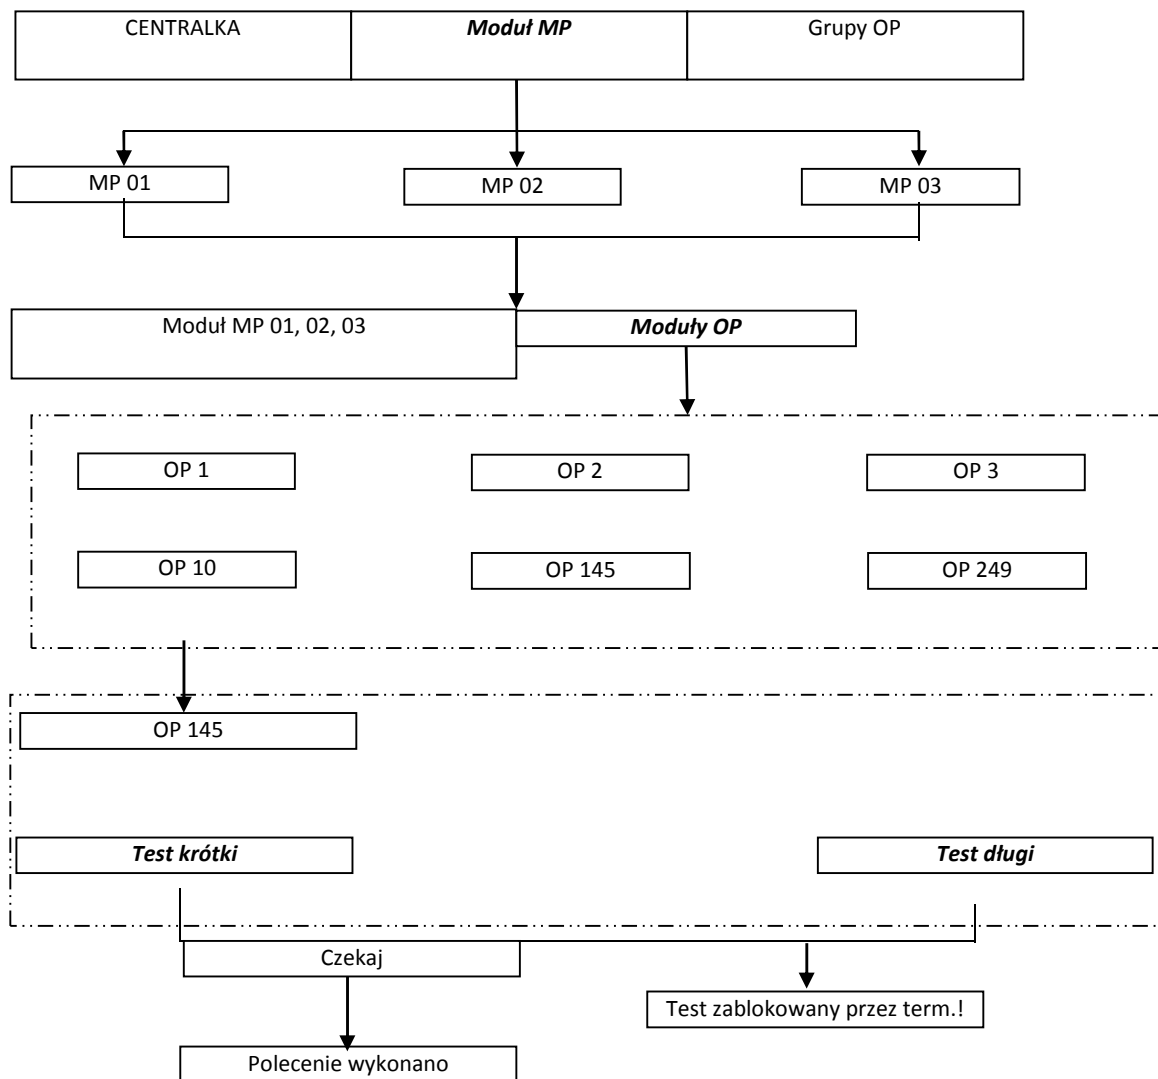 CENTRALKA Moduł MP Grupy OP
MP 01 MP 02 MP 03
Moduł MP 01, 02, 03 Moduły OP
OP 1 OP 2 OP 3
OP 10 OP 145 OP 249
OP 145
Test krótki Test długi
Czekaj
Test zablokowany przez term.!
Polecenie wykonano